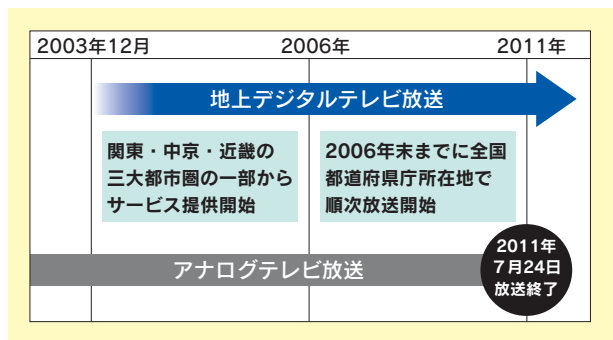 2003年12月
2006年
2011年
地上デジタルテレビ放送
関東・中京・近畿の
三大都市圏の一部から
サービス提供開始
2006年末までに全国
都道府県庁所在地で
順次放送開始
アナログテレビ放送
2011年
7月24日
放送終了